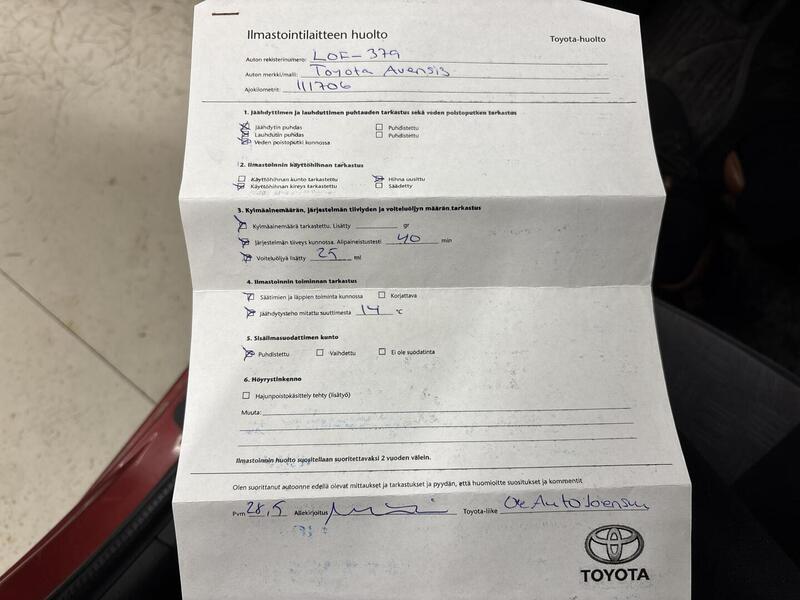 Ilmastointilaitteen huolto Toyota-huolto
Auton rekisterinumero: LOF-379
Auton merkki/malli: Toyota Avensis
Ajokilometrit: 111706
1. Jäähdyttimen ja lauhduttimen puhtauden tarkastus sekä veden poistoputken tarkastus
Jäähdytin puhdas Puhdistettu
Lauhdutin puhdas Puhdistettu
Veden poistoputki kunnossa
2. Ilmastoinnin käyttöhihnan tarkastus
Käyttöhihnan kunto tarkastettu Hihna uusittu
Käyttöhihnan kireys tarkastettu Säädetty
3. Kylmäainemäärän, järjestelmän tiiviyden ja voiteluöljyn määrän tarkastus
Kylmäainemäärä tarkastettu. Lisätty gr
Järjestelmän tiiveys kunnossa. Alipaineistustesti 40 min
Voiteluöljyä lisätty 25 ml
4. Ilmastoinnin toiminnan tarkastus
Säätimien ja läppien toiminta kunnossa Korjattava
Jäähdytysteho mitattu suuttimesta 14 °C
5. Sisäilmasuodattimen kunto
Puhdistettu Vaihdettu Ei ole suodatinta
6. Höyrystinkenno
Hajunpoistokäsittely tehty (lisätyö)
Muuta:
Ilmastoinnin huolto suositellaan suoritettavaksi 2 vuoden välein.
Olen suorittanut autoonne edellä olevat mittaukset ja tarkastukset ja pyydän, että huomioitte suositukset ja kommentit
Pvm 28,5 Allekirjoitus Toyota-liike
TOYOTA